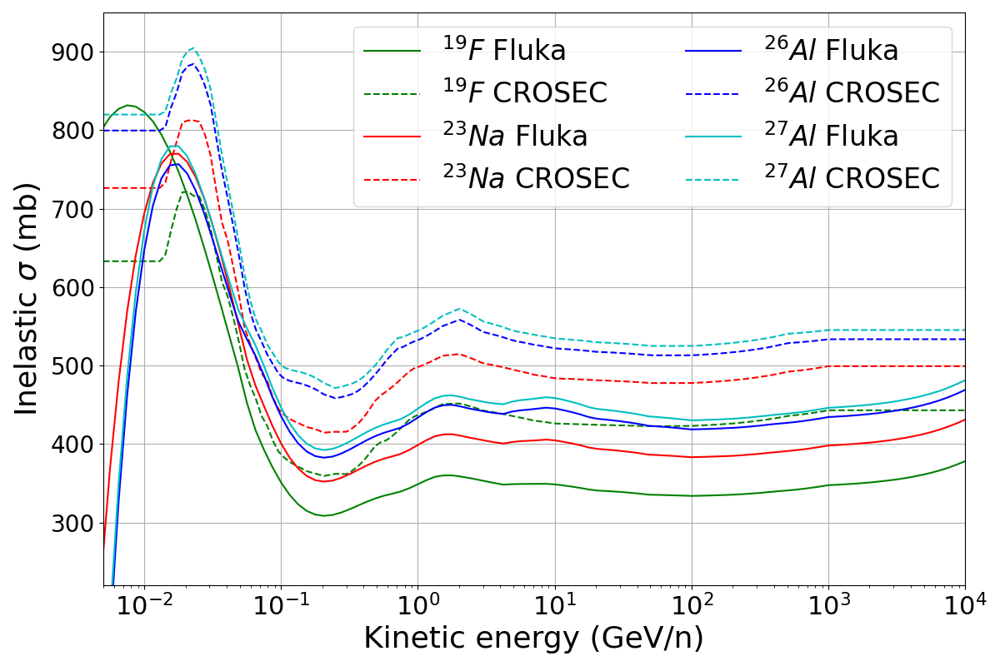 ¹⁹F Fluka
¹⁹F CROSEC
²³Na Fluka
²³Na CROSEC
²⁶Al Fluka
²⁶Al CROSEC
²⁷Al Fluka
²⁷Al CROSEC
900
800
700
600
500
400
300
Inelastic σ (mb)
10⁻²
10⁻¹
10⁰
10¹
10²
10³
10⁴
Kinetic energy (GeV/n)